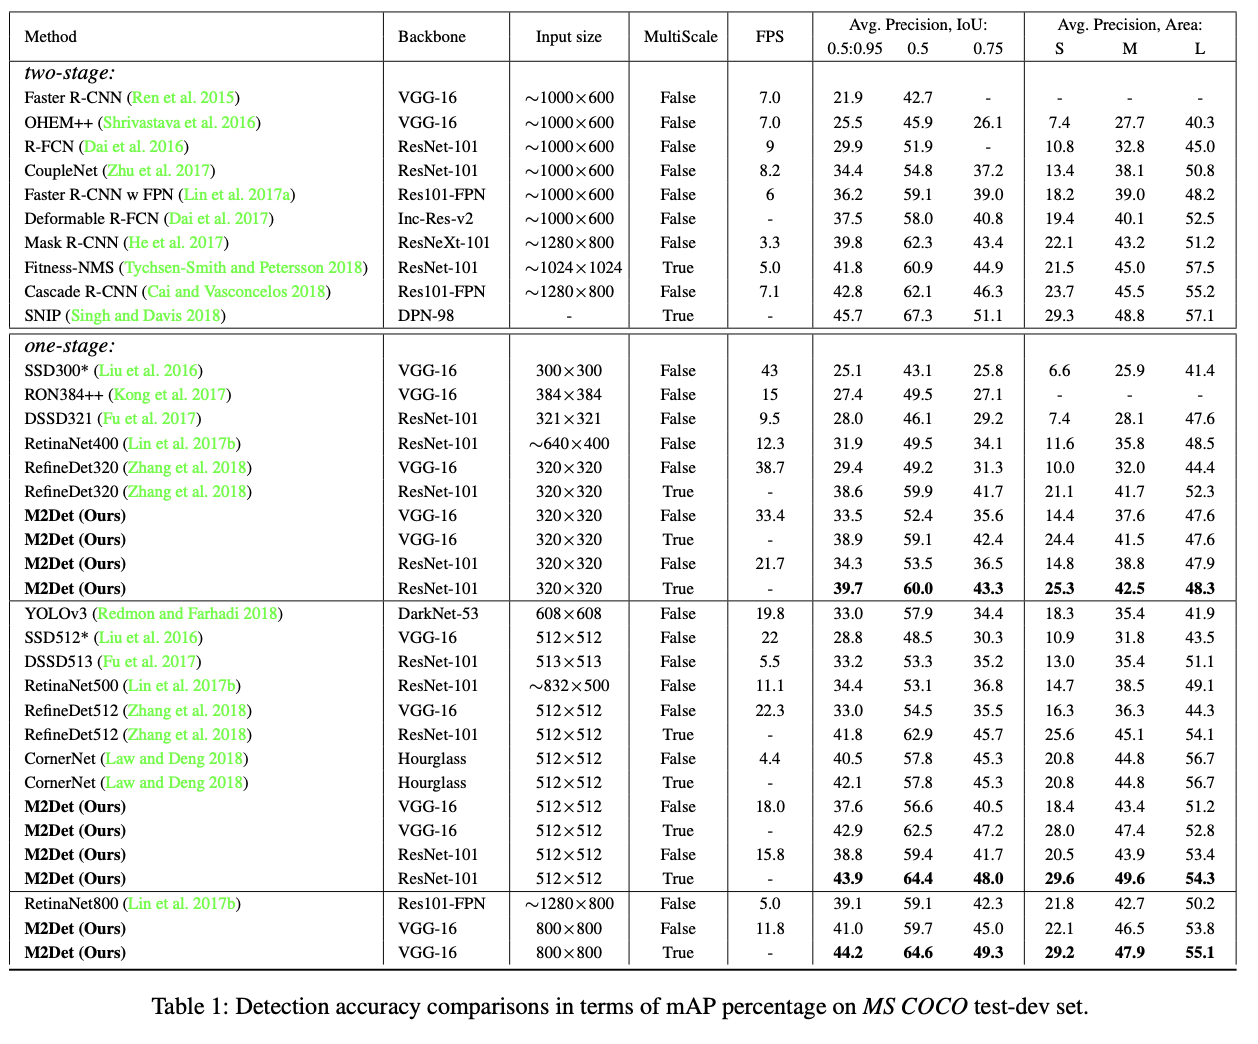 Method Backbone Input size MultiScale FPS Avg. Precision, IoU: Avg. Precision, Area:
0.5:0.95 0.5 0.75 S M L
two-stage:
Faster R-CNN (Ren et al. 2015) VGG-16 ∼1000×600 False 7.0 21.9 42.7 - - - -
OHEM++ (Shrivastava et al. 2016) VGG-16 ∼1000×600 False 7.0 25.5 45.9 26.1 7.4 27.7 40.3
R-FCN (Dai et al. 2016) ResNet-101 ∼1000×600 False 9 29.9 51.9 - 10.8 32.8 45.0
CoupleNet (Zhu et al. 2017) ResNet-101 ∼1000×600 False 8.2 34.4 54.8 37.2 13.4 38.1 50.8
Faster R-CNN w FPN (Lin et al. 2017a) Res101-FPN ∼1000×600 False 6 36.2 59.1 39.0 18.2 39.0 48.2
Deformable R-FCN (Dai et al. 2017) Inc-Res-v2 ∼1000×600 False - 37.5 58.0 40.8 19.4 40.1 52.5
Mask R-CNN (He et al. 2017) ResNeXt-101 ∼1280×800 False 3.3 39.8 62.3 43.4 22.1 43.2 51.2
Fitness-NMS (Tychsen-Smith and Petersson 2018) ResNet-101 ∼1024×1024 True 5.0 41.8 60.9 44.9 21.5 45.0 57.5
Cascade R-CNN (Cai and Vasconcelos 2018) Res101-FPN ∼1280×800 False 7.1 42.8 62.1 46.3 23.7 45.5 55.2
SNIP (Singh and Davis 2018) DPN-98 - True - 45.7 67.3 51.1 29.3 48.8 57.1
one-stage:
SSD300* (Liu et al. 2016) VGG-16 300×300 False 43 25.1 43.1 25.8 6.6 25.9 41.4
RON384++ (Kong et al. 2017) VGG-16 384×384 False 15 27.4 49.5 27.1 - - -
DSSD321 (Fu et al. 2017) ResNet-101 321×321 False 9.5 28.0 46.1 29.2 7.4 28.1 47.6
RetinaNet400 (Lin et al. 2017b) ResNet-101 ∼640×400 False 12.3 31.9 49.5 34.1 11.6 35.8 48.5
RefineDet320 (Zhang et al. 2018) VGG-16 320×320 False 38.7 29.4 49.2 31.3 10.0 32.0 44.4
RefineDet320 (Zhang et al. 2018) ResNet-101 320×320 True - 38.6 59.9 41.7 21.1 41.7 52.3
M2Det (Ours) VGG-16 320×320 False 33.4 33.5 52.4 35.6 14.4 37.6 47.6
M2Det (Ours) VGG-16 320×320 True - 38.9 59.1 42.4 24.4 41.5 47.6
M2Det (Ours) ResNet-101 320×320 False 21.7 34.3 53.5 36.5 14.8 38.8 47.9
M2Det (Ours) ResNet-101 320×320 True - 39.7 60.0 43.3 25.3 42.5 48.3
YOLOv3 (Redmon and Farhadi 2018) DarkNet-53 608×608 False 19.8 33.0 57.9 34.4 18.3 35.4 41.9
SSD512* (Liu et al. 2016) VGG-16 512×512 False 22 28.8 48.5 30.3 10.9 31.8 43.5
DSSD513 (Fu et al. 2017) ResNet-101 513×513 False 5.5 33.2 53.3 35.2 13.0 35.4 51.1
RetinaNet500 (Lin et al. 2017b) ResNet-101 ∼832×500 False 11.1 34.4 53.1 36.8 14.7 38.5 49.1
RefineDet512 (Zhang et al. 2018) VGG-16 512×512 False 22.3 33.0 54.5 35.5 16.3 36.3 44.3
RefineDet512 (Zhang et al. 2018) ResNet-101 512×512 True - 41.8 62.9 45.7 25.6 45.1 54.1
CornerNet (Law and Deng 2018) Hourglass 512×512 False 4.4 40.5 57.8 45.3 20.8 44.8 56.7
CornerNet (Law and Deng 2018) Hourglass 512×512 True - 42.1 57.8 45.3 20.8 44.8 56.7
M2Det (Ours) VGG-16 512×512 False 18.0 37.6 56.6 40.5 18.4 43.4 51.2
M2Det (Ours) VGG-16 512×512 True - 42.9 62.5 47.2 28.0 47.4 52.8
M2Det (Ours) ResNet-101 512×512 False 15.8 38.8 59.4 41.7 20.5 43.9 53.4
M2Det (Ours) ResNet-101 512×512 True - 43.9 64.4 48.0 29.6 49.6 54.3
RetinaNet800 (Lin et al. 2017b) Res101-FPN ∼1280×800 False 5.0 39.1 59.1 42.3 21.8 42.7 50.2
M2Det (Ours) VGG-16 800×800 False 11.8 41.0 59.7 45.0 22.1 46.5 53.8
M2Det (Ours) VGG-16 800×800 True - 44.2 64.6 49.3 29.2 47.9 55.1
Table 1: Detection accuracy comparisons in terms of mAP percentage on MS COCO test-dev set.